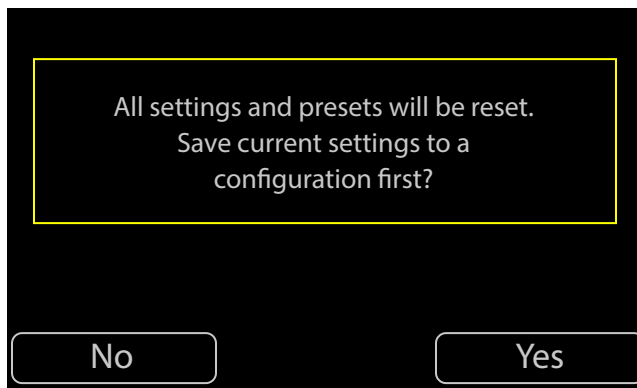 All settings and presets will be reset.
Save current settings to a
configuration first?
No
Yes